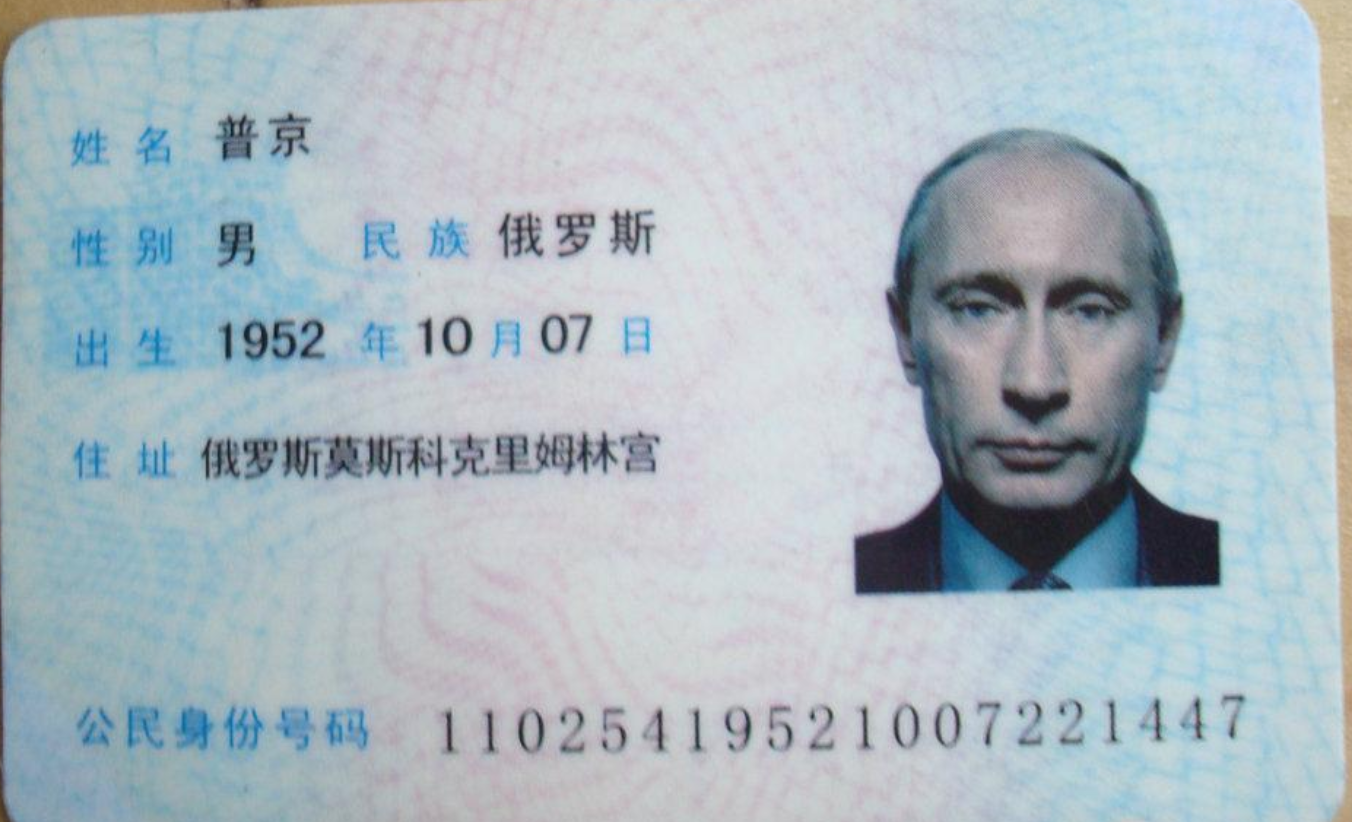 姓名 普京
性别 男 民族 俄罗斯
出生 1952 年 10 月 07 日
住址 俄罗斯莫斯科克里姆林宫
公民身份号码 11025419521007221447